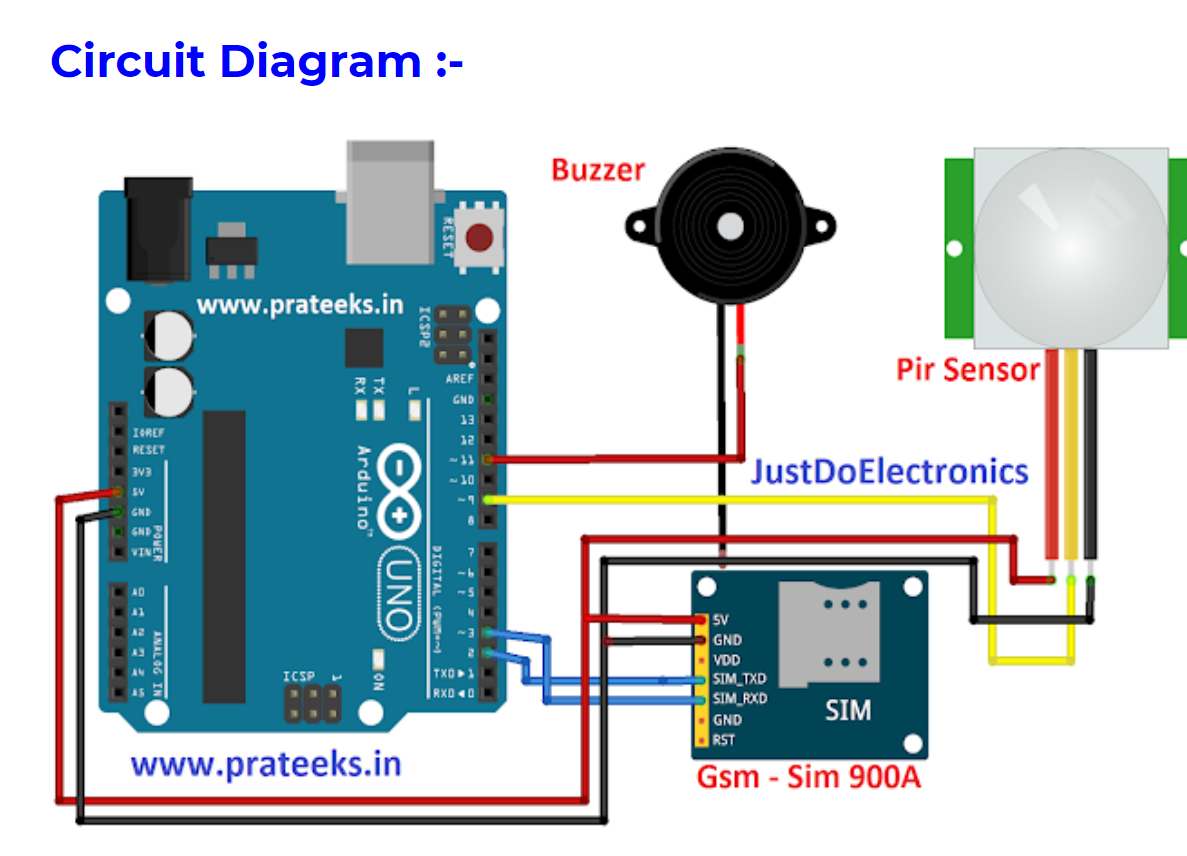 Circuit Diagram :-
Buzzer
RESET
www.prateeks.in
ICSP2
Pir Sensor
AREF
GND
13
12
~11
~10
~9
8
TX
RX
L
IOREF
RESET
3V3
5V
GND
GND
VIN
POWER
Arduino™
JustDoElectronics
UNO
DIGITAL (PWM=~)
7
~6
~5
4
~3
2
TXD▶1
RXD◀0
A0
A1
A2
A3
A4
A5
ANALOG IN
ICSP
1
ON
5V
GND
VDD
SIM_TXD
SIM_RXD
GND
RST
SIM
www.prateeks.in
Gsm - Sim 900A